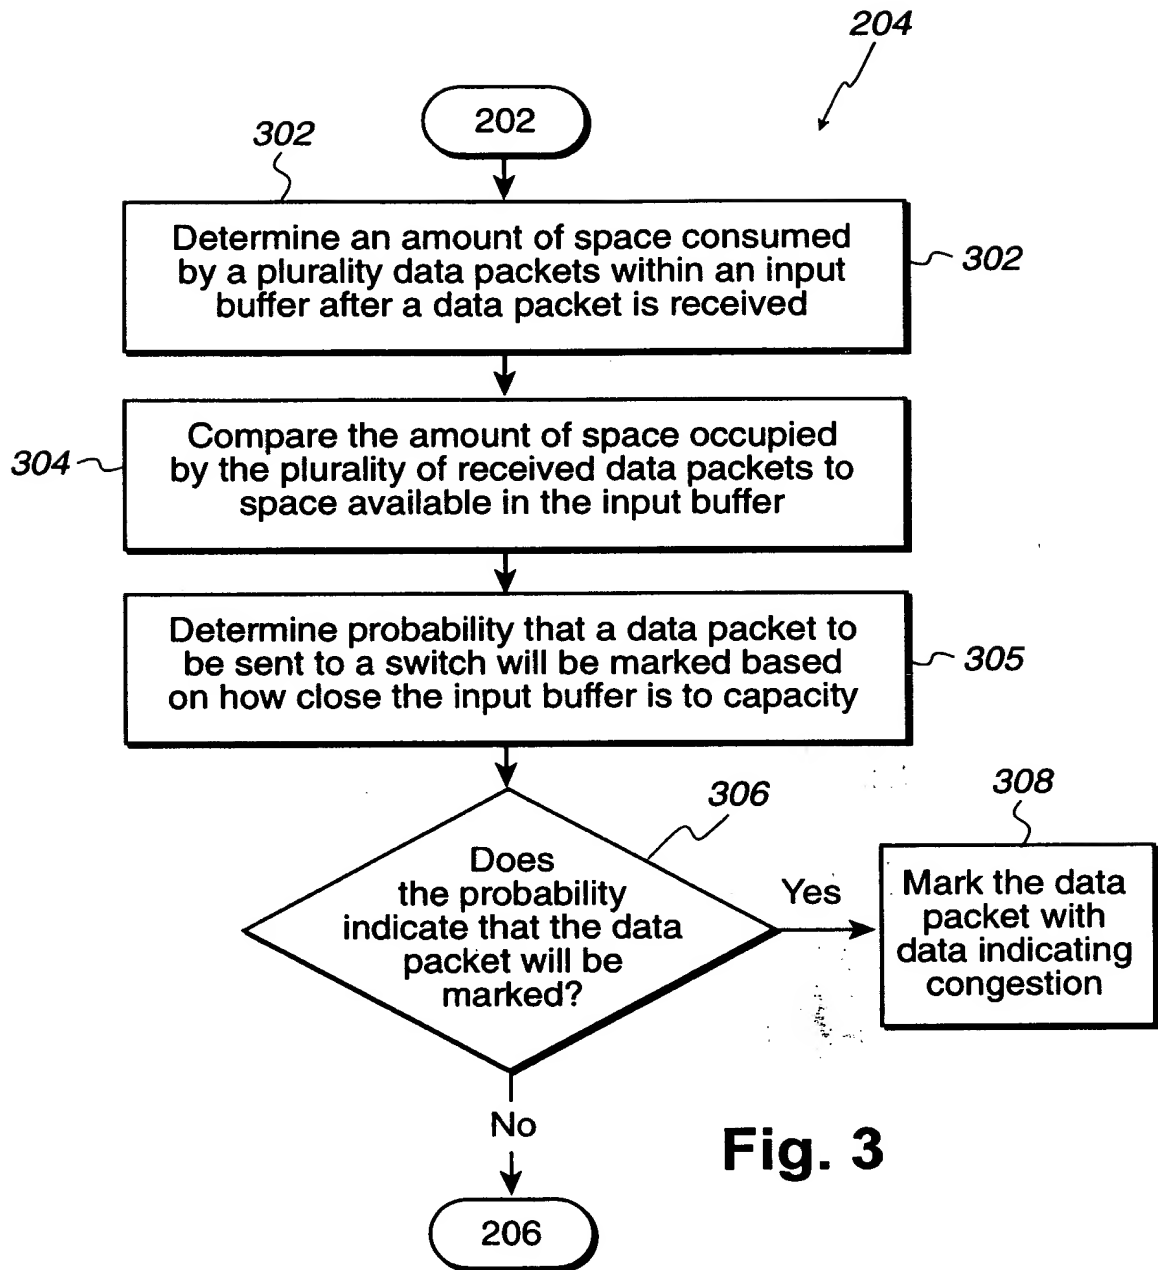 204
202
302
Determine an amount of space consumed
by a plurality data packets within an input
buffer after a data packet is received
302
Compare the amount of space occupied
by the plurality of received data packets to
space available in the input buffer
304
Determine probability that a data packet to
be sent to a switch will be marked based
on how close the input buffer is to capacity
305
306
Does
the probability
indicate that the data
packet will be
marked?
Yes
308
Mark the data
packet with
data indicating
congestion
No
Fig. 3
206